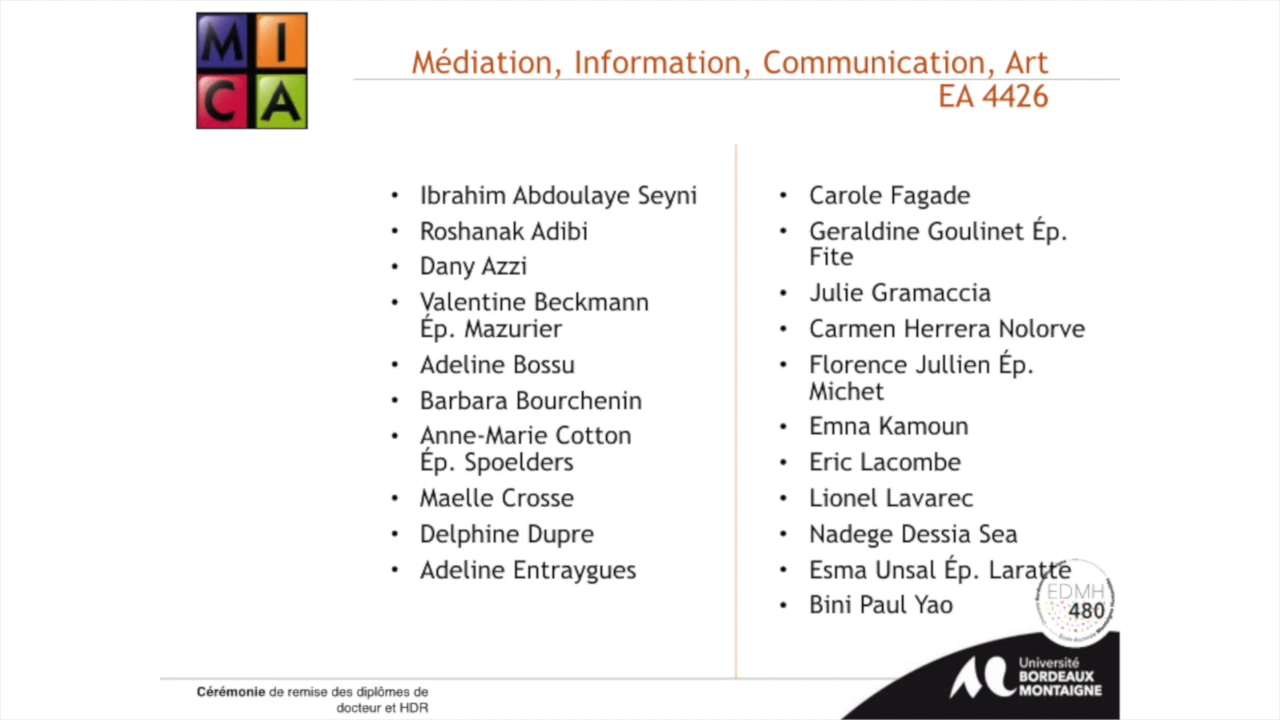 MI
CA
Médiation, Information, Communication, Art
EA 4426
• Ibrahim Abdoulaye Seyni
• Roshanak Adibi
• Dany Azzi
• Valentine Beckmann
Ép. Mazurier
• Adeline Bossu
• Barbara Bourchenin
• Anne-Marie Cotton
Ép. Spoelders
• Maelle Crosse
• Delphine Dupre
• Adeline Entraygues
• Carole Fagade
• Geraldine Goulinet Ép.
Fite
• Julie Gramaccia
• Carmen Herrera Nolorve
• Florence Jullien Ép.
Michet
• Emna Kamoun
• Eric Lacombe
• Lionel Lavarec
• Nadege Dessia Sea
• Esma Unsal Ép. Laratte
• Bini Paul Yao
EDMH
480
Université
BORDEAUX
MONTAIGNE
Cérémonie de remise des diplômes de
docteur et HDR